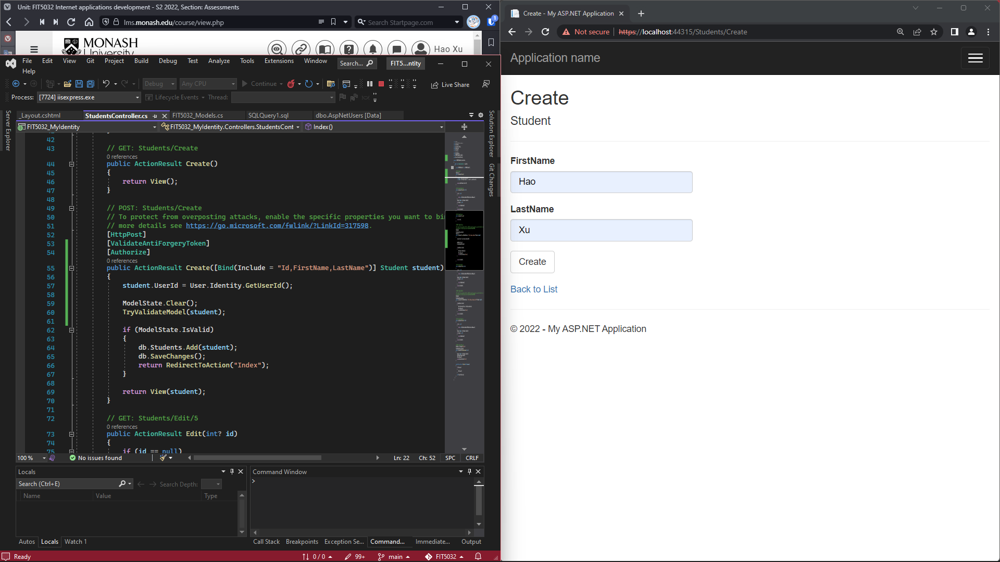 Unit: FIT5032 Internet applications development - S2 2022, Section: Assessments
lms.monash.edu/course/view.php
Search Startpage.com
1
MONASH
University
Hao Xu
File Edit View Git Project Build Debug Test Analyze Tools Extensions Window
Help
Search...
FIT5...ntity
Debug
Any CPU
Continue
Live Share
Process: [7724] iisexpress.exe
Lifecycle Events
Thread:
Server Explorer
_Layout.cshtml
StudentsController.cs
FIT5032_Models.cs
SQLQuery1.sql
dbo.AspNetUsers [Data]
Solution Explorer
Git Changes
FIT5032_MyIdentity
FIT5032_MyIdentity.Controllers.StudentsCont
Index()
42
43 // GET: Students/Create
0 references
44 public ActionResult Create()
45 {
46 return View();
47 }
48
49 // POST: Students/Create
50 // To protect from overposting attacks, enable the specific properties you want to bi
51 // more details see https://go.microsoft.com/fwlink/?LinkId=317598.
52 [HttpPost]
53 [ValidateAntiForgeryToken]
54 [Authorize]
0 references
55 public ActionResult Create([Bind(Include = "Id,FirstName,LastName")] Student student)
56 {
57 student.UserId = User.Identity.GetUserId();
58
59 ModelState.Clear();
60 TryValidateModel(student);
61
62 if (ModelState.IsValid)
63 {
64 db.Students.Add(student);
65 db.SaveChanges();
66 return RedirectToAction("Index");
67 }
68
69 return View(student);
70 }
71
72 // GET: Students/Edit/5
0 references
73 public ActionResult Edit(int? id)
74 {
75 if (id == null)
100 %
No issues found
Ln: 22 Ch: 52 SPC CRLF
Locals
Search (Ctrl+E)
Search Depth:
Name Value Type
Autos Locals Watch 1
Command Window
>
Call Stack Breakpoints Exception Se... Command... Immediate... Output
Ready
0 / 0
99+
main
FIT5032
Create - My ASP.NET Application
Not secure https://localhost:44315/Students/Create
Application name
Create
Student
FirstName
Hao
LastName
Xu
Create
Back to List
© 2022 - My ASP.NET Application